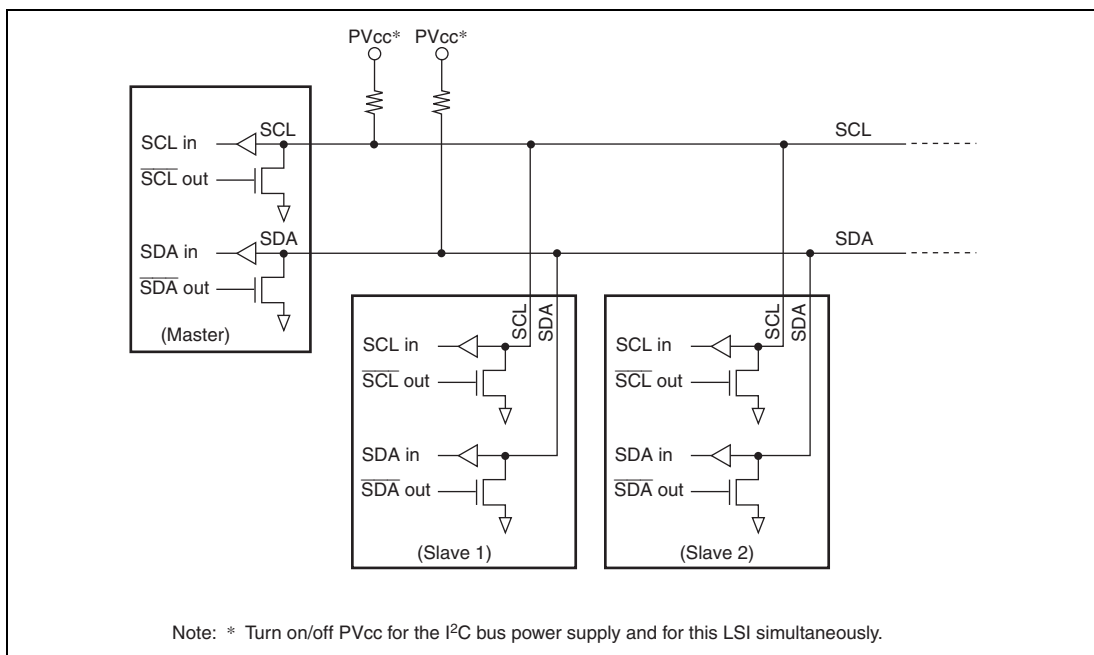 PVcc* PVcc*
SCL in SCL SCL
SCL out
SDA in SDA SDA
SDA out
(Master)
SCL SDA SCL SDA
SCL in SCL in
SCL out SCL out
SDA in SDA in
SDA out SDA out
(Slave 1) (Slave 2)
Note: * Turn on/off PVcc for the I²C bus power supply and for this LSI simultaneously.